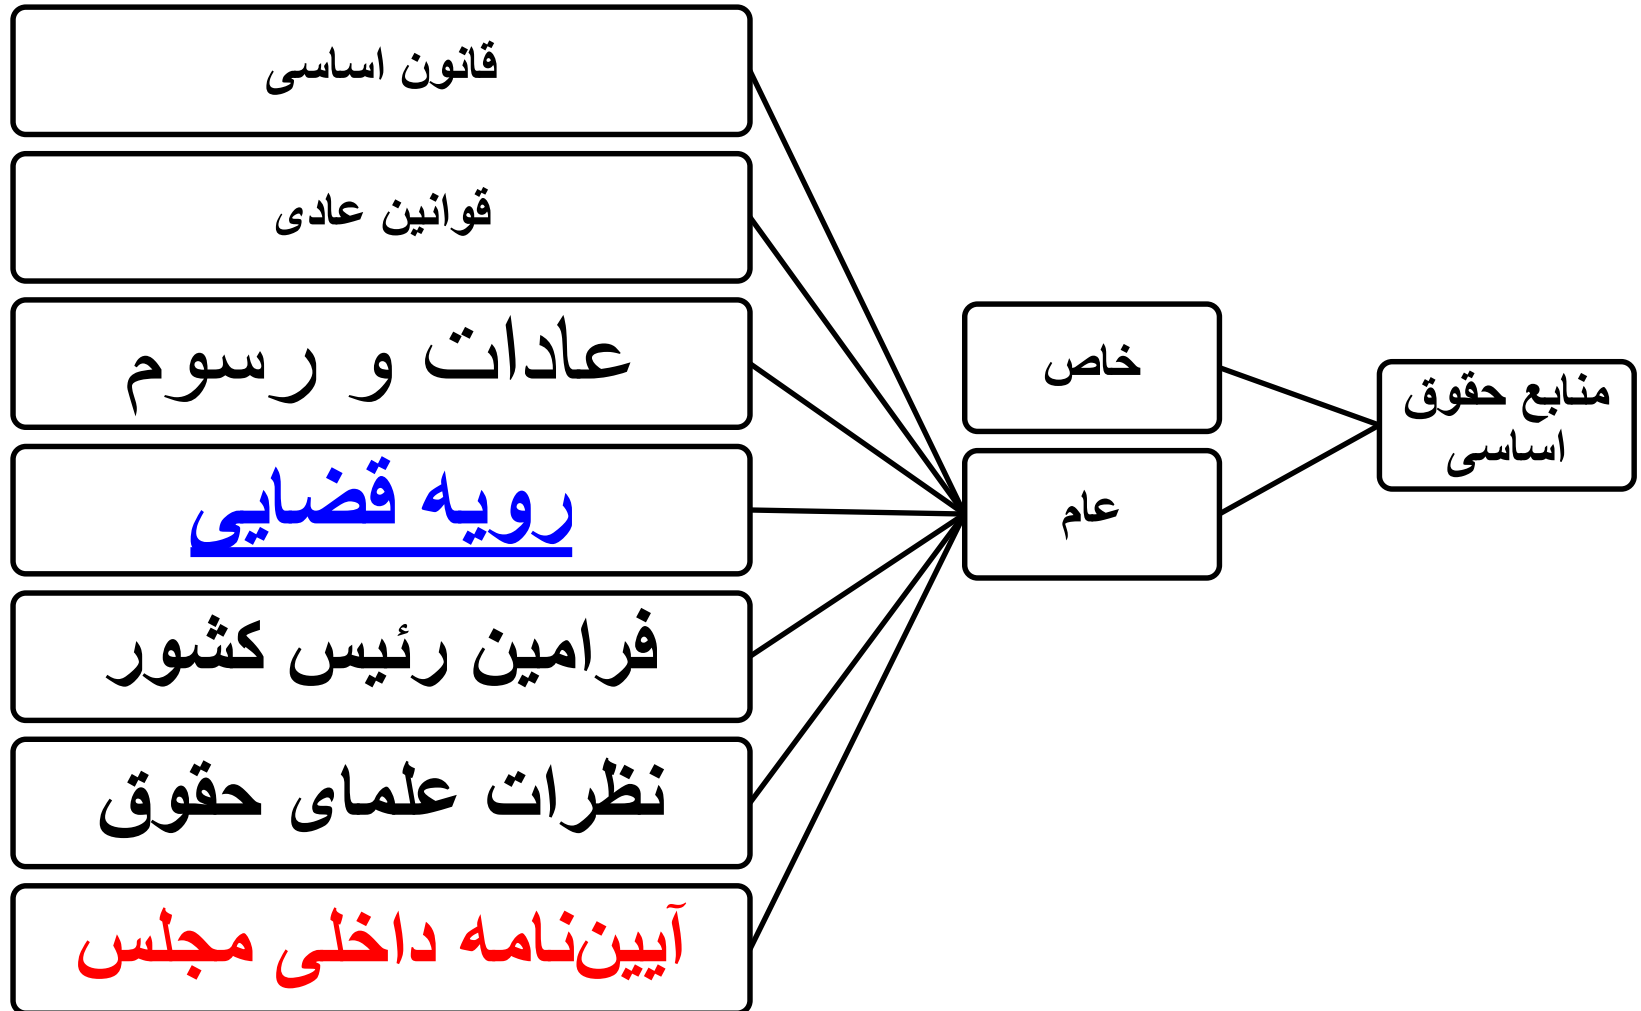 منابع حقوق
اساسی
خاص
عام
قانون اساسی
قوانین عادی
عادات و رسوم
رویه قضایی
فرامین رئیس کشور
نظرات علمای حقوق
آیین‌نامه داخلی مجلس